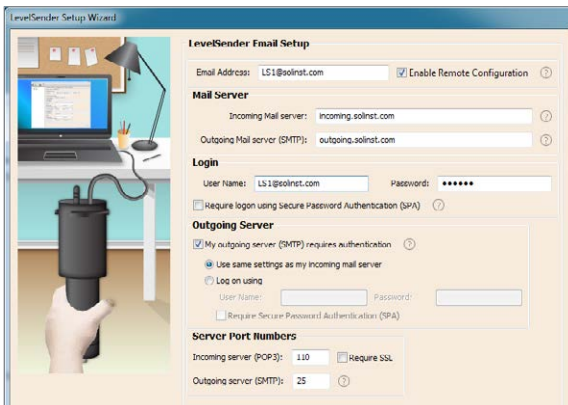 LevelSender Setup Wizard
LevelSender Email Setup
Email Address: LS1@solinst.com Enable Remote Configuration ?
Mail Server
Incoming Mail server: incoming.solinst.com ?
Outgoing Mail server (SMTP): outgoing.solinst.com ?
Login
User Name: LS1@solinst.com Password: ••••••
Require logon using Secure Password Authentication (SPA) ?
Outgoing Server
My outgoing server (SMTP) requires authentication ?
Use same settings as my incoming mail server
Log on using
User Name: Password:
Require Secure Password Authentication (SPA)
Server Port Numbers
Incoming server (POP3): 110 Require SSL
Outgoing server (SMTP): 25 ?